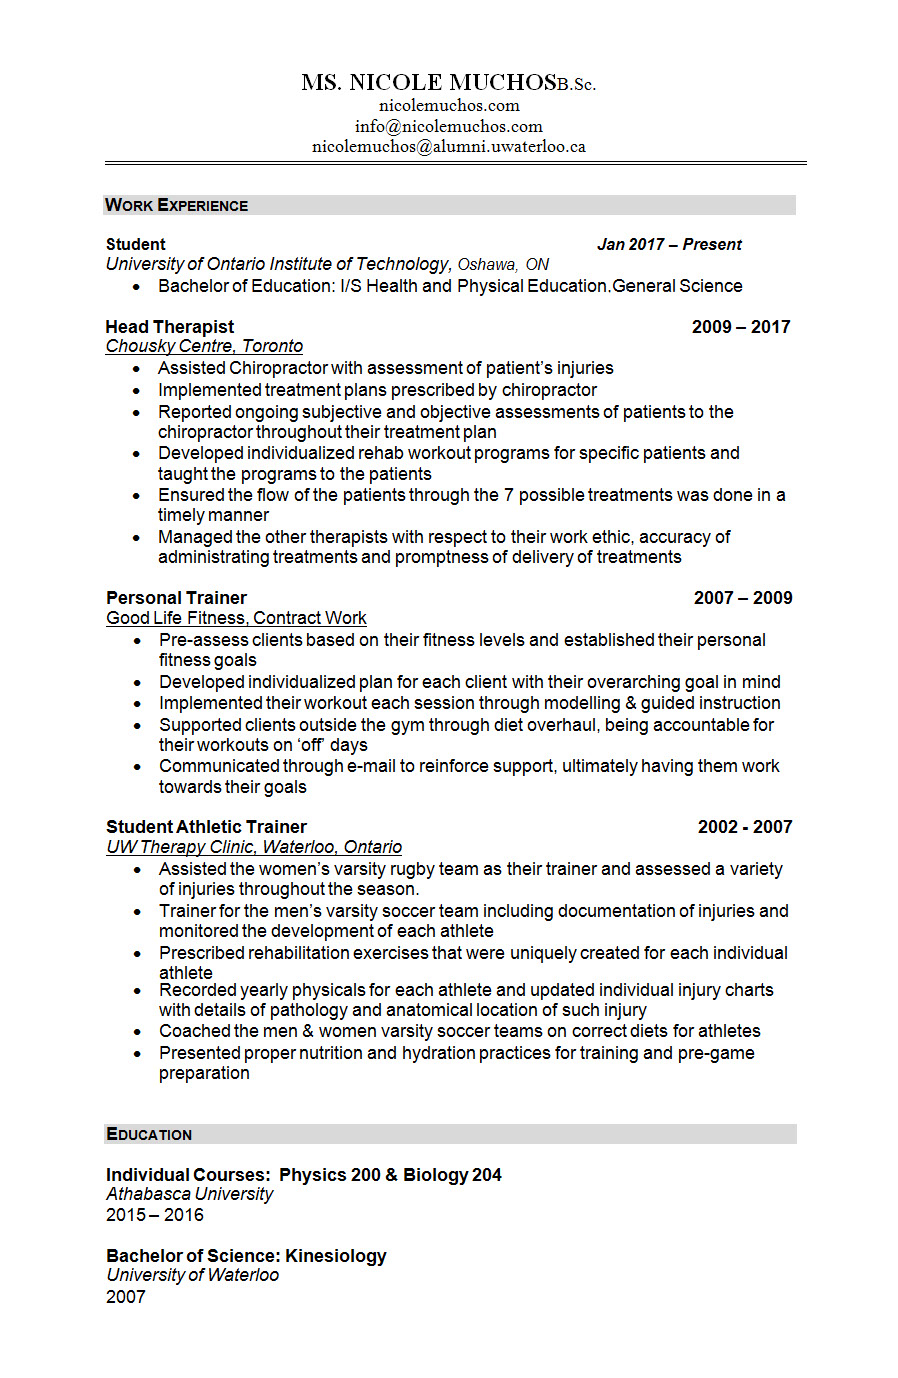 MS. NICOLE MUCHOSB.Sc.
nicolemuchos.com
info@nicolemuchos.com
nicolemuchos@alumni.uwaterloo.ca
WORK EXPERIENCE
Student Jan 2017 – Present
University of Ontario Institute of Technology, Oshawa, ON
• Bachelor of Education: I/S Health and Physical Education.General Science
Head Therapist 2009 – 2017
Chousky Centre, Toronto
• Assisted Chiropractor with assessment of patient’s injuries
• Implemented treatment plans prescribed by chiropractor
• Reported ongoing subjective and objective assessments of patients to the
chiropractor throughout their treatment plan
• Developed individualized rehab workout programs for specific patients and
taught the programs to the patients
• Ensured the flow of the patients through the 7 possible treatments was done in a
timely manner
• Managed the other therapists with respect to their work ethic, accuracy of
administrating treatments and promptness of delivery of treatments
Personal Trainer 2007 – 2009
Good Life Fitness, Contract Work
• Pre-assess clients based on their fitness levels and established their personal
fitness goals
• Developed individualized plan for each client with their overarching goal in mind
• Implemented their workout each session through modelling & guided instruction
• Supported clients outside the gym through diet overhaul, being accountable for
their workouts on ‘off’ days
• Communicated through e-mail to reinforce support, ultimately having them work
towards their goals
Student Athletic Trainer 2002 - 2007
UW Therapy Clinic, Waterloo, Ontario
• Assisted the women’s varsity rugby team as their trainer and assessed a variety
of injuries throughout the season.
• Trainer for the men’s varsity soccer team including documentation of injuries and
monitored the development of each athlete
• Prescribed rehabilitation exercises that were uniquely created for each individual
athlete
• Recorded yearly physicals for each athlete and updated individual injury charts
with details of pathology and anatomical location of such injury
• Coached the men & women varsity soccer teams on correct diets for athletes
• Presented proper nutrition and hydration practices for training and pre-game
preparation
EDUCATION
Individual Courses: Physics 200 & Biology 204
Athabasca University
2015 – 2016
Bachelor of Science: Kinesiology
University of Waterloo
2007